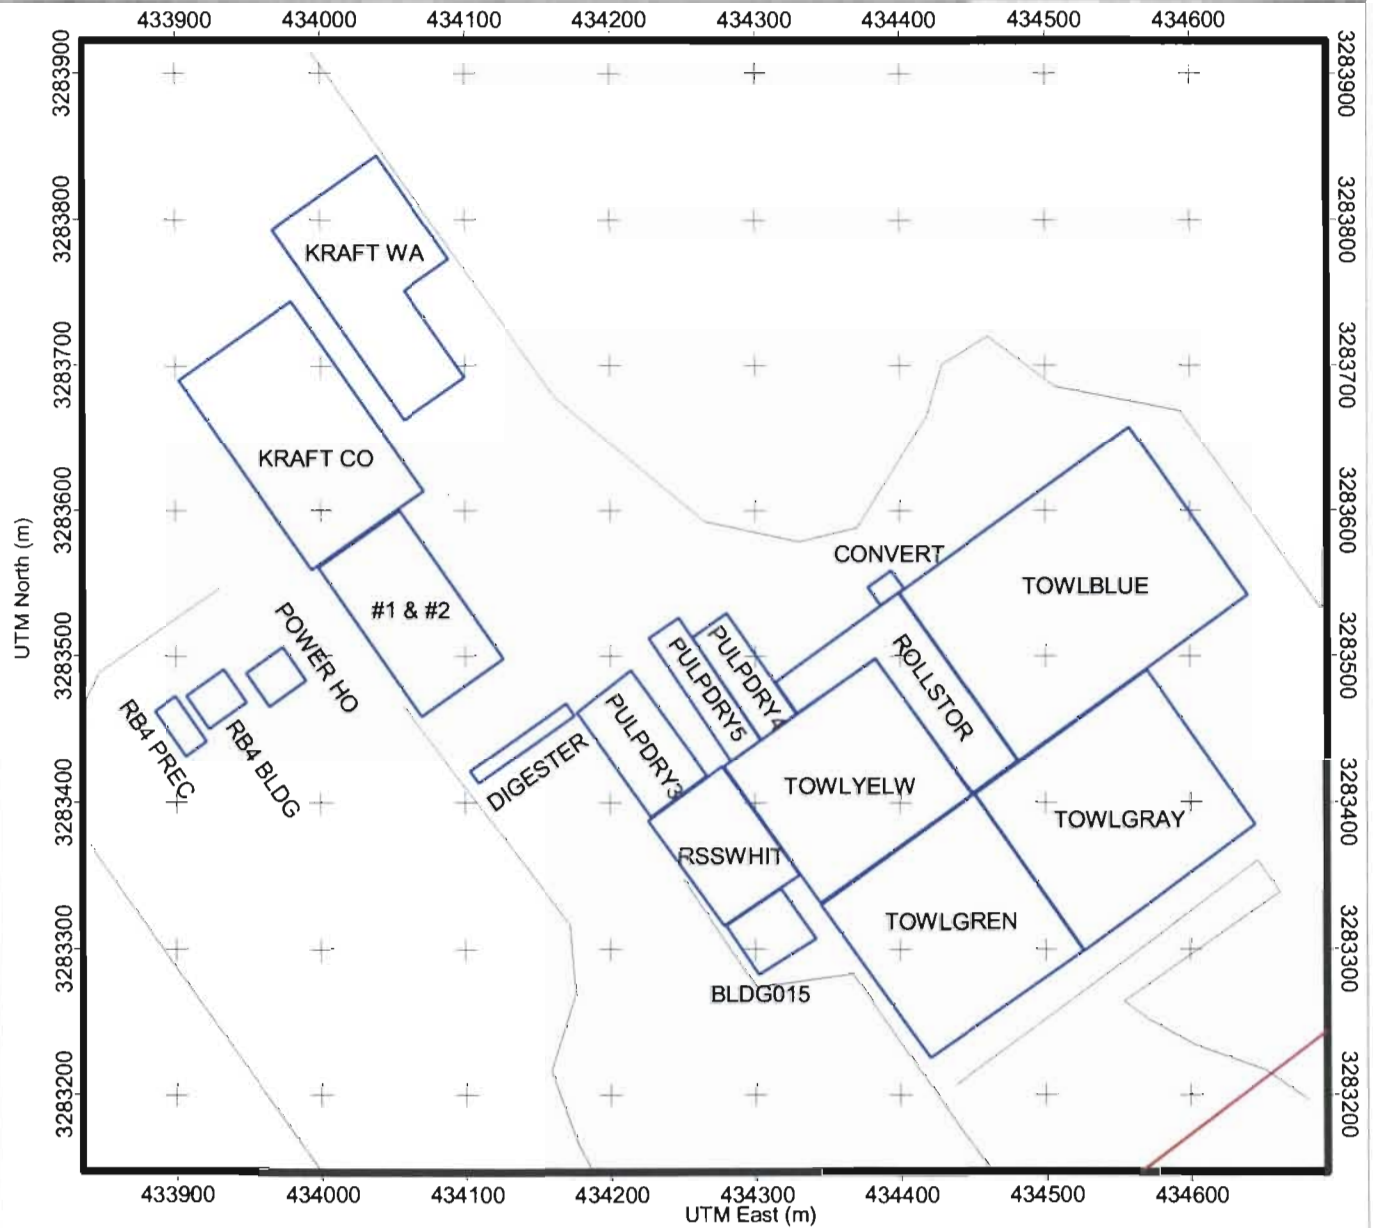 433900 434000 434100 434200 434300 434400 434500 434600
3283900 3283900
3283800 3283800
KRAFT WA
3283700 3283700
KRAFT CO
3283600 3283600
CONVERT
TOWLBLUE
#1 & #2
UTM North (m)
POWER HO
3283500 3283500
ROLLSTOR
PULPDRY4
PULPDRY5
PULPDRY3
RB4 PREC
RB4 BLDG
DIGESTER
TOWLYELW
3283400 3283400
TOWLGRAY
RSSWHIT
TOWLGREN
3283300 3283300
BLDG015
3283200 3283200
433900 434000 434100 434200 434300 434400 434500 434600
UTM East (m)